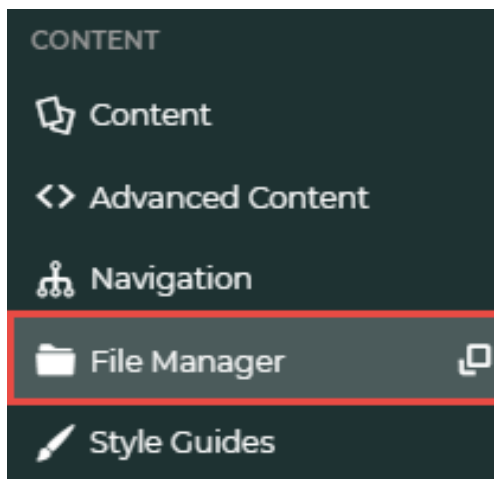 CONTENT
Content
Advanced Content
Navigation
File Manager
Style Guides